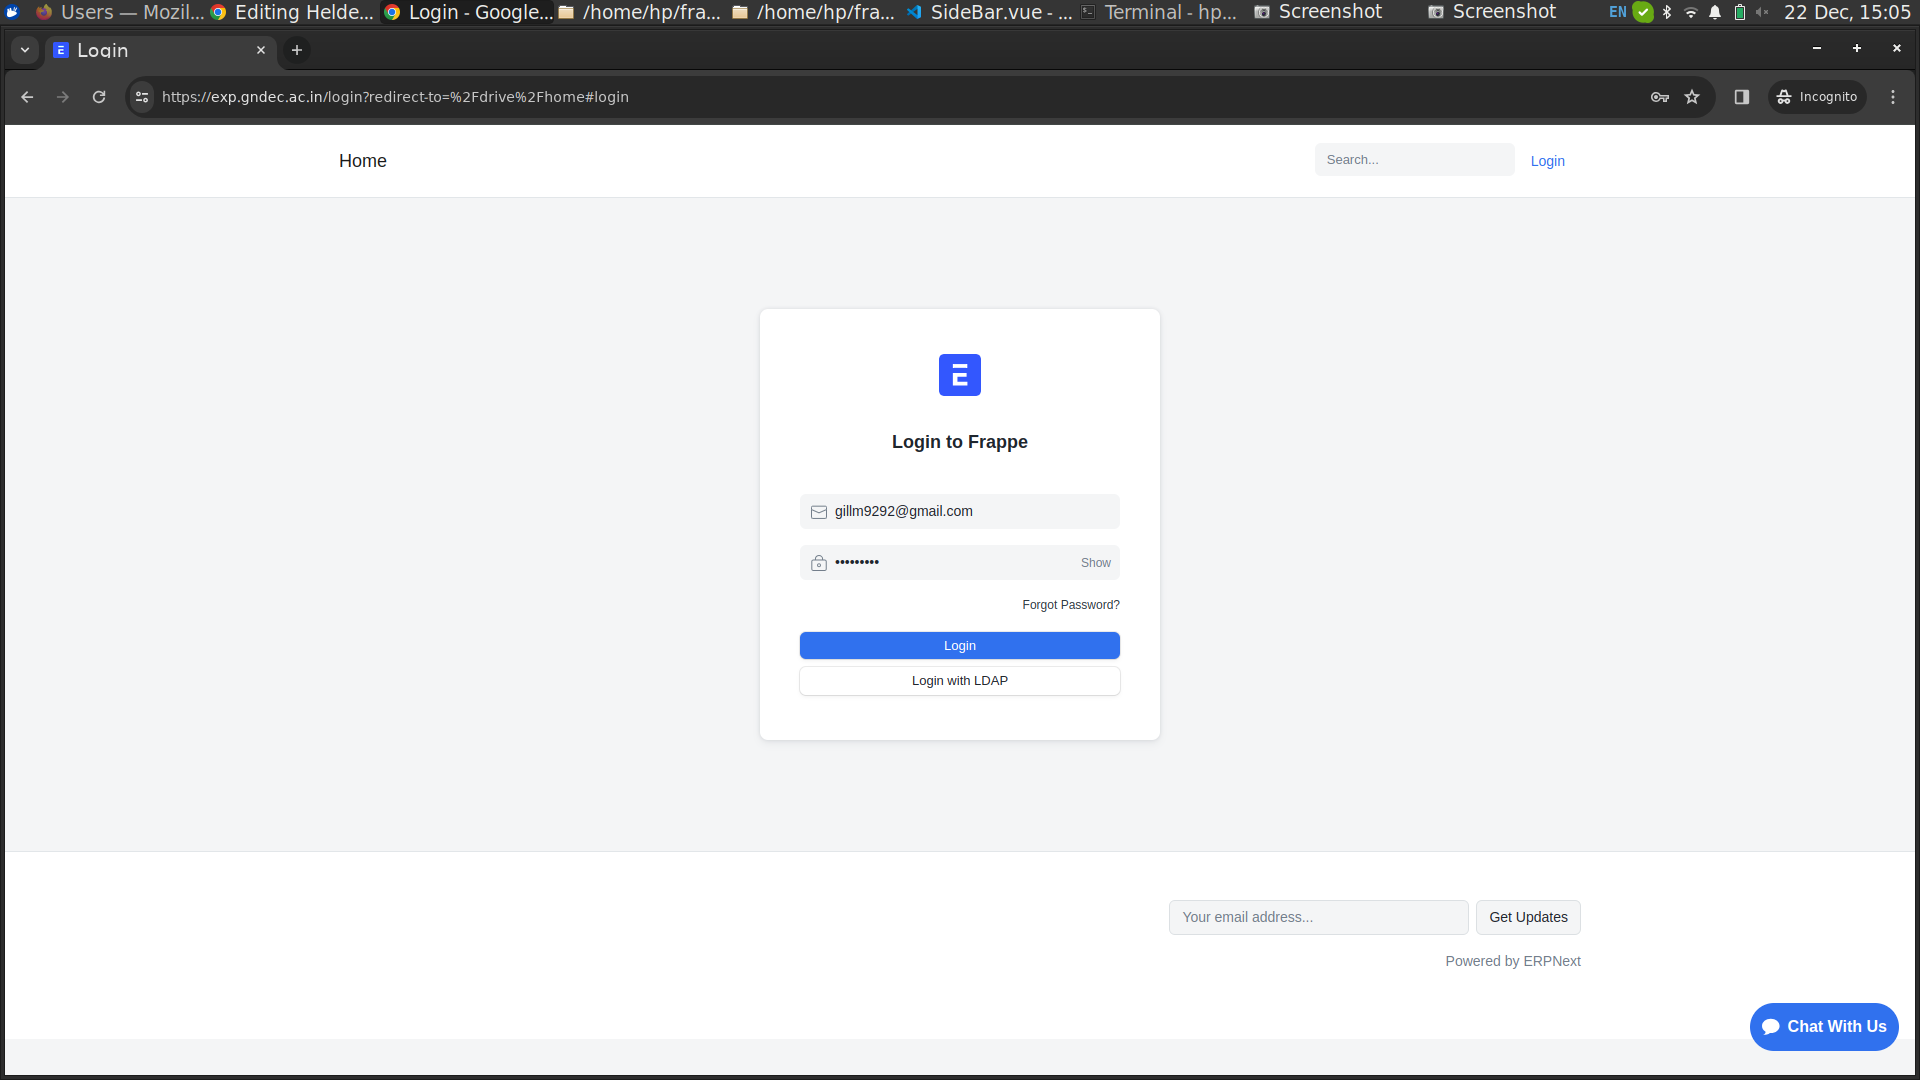 Users — Mozil... Editing Helde... Login - Google... /home/hp/fra... /home/hp/fra... SideBar.vue - ... Terminal - hp... Screenshot Screenshot EN 22 Dec, 15:05
Login
https://exp.gndec.ac.in/login?redirect-to=%2Fdrive%2Fhome#login Incognito
Home Search... Login
E
Login to Frappe
gillm9292@gmail.com
••••••••• Show
Forgot Password?
Login
Login with LDAP
Your email address... Get Updates
Powered by ERPNext
Chat With Us